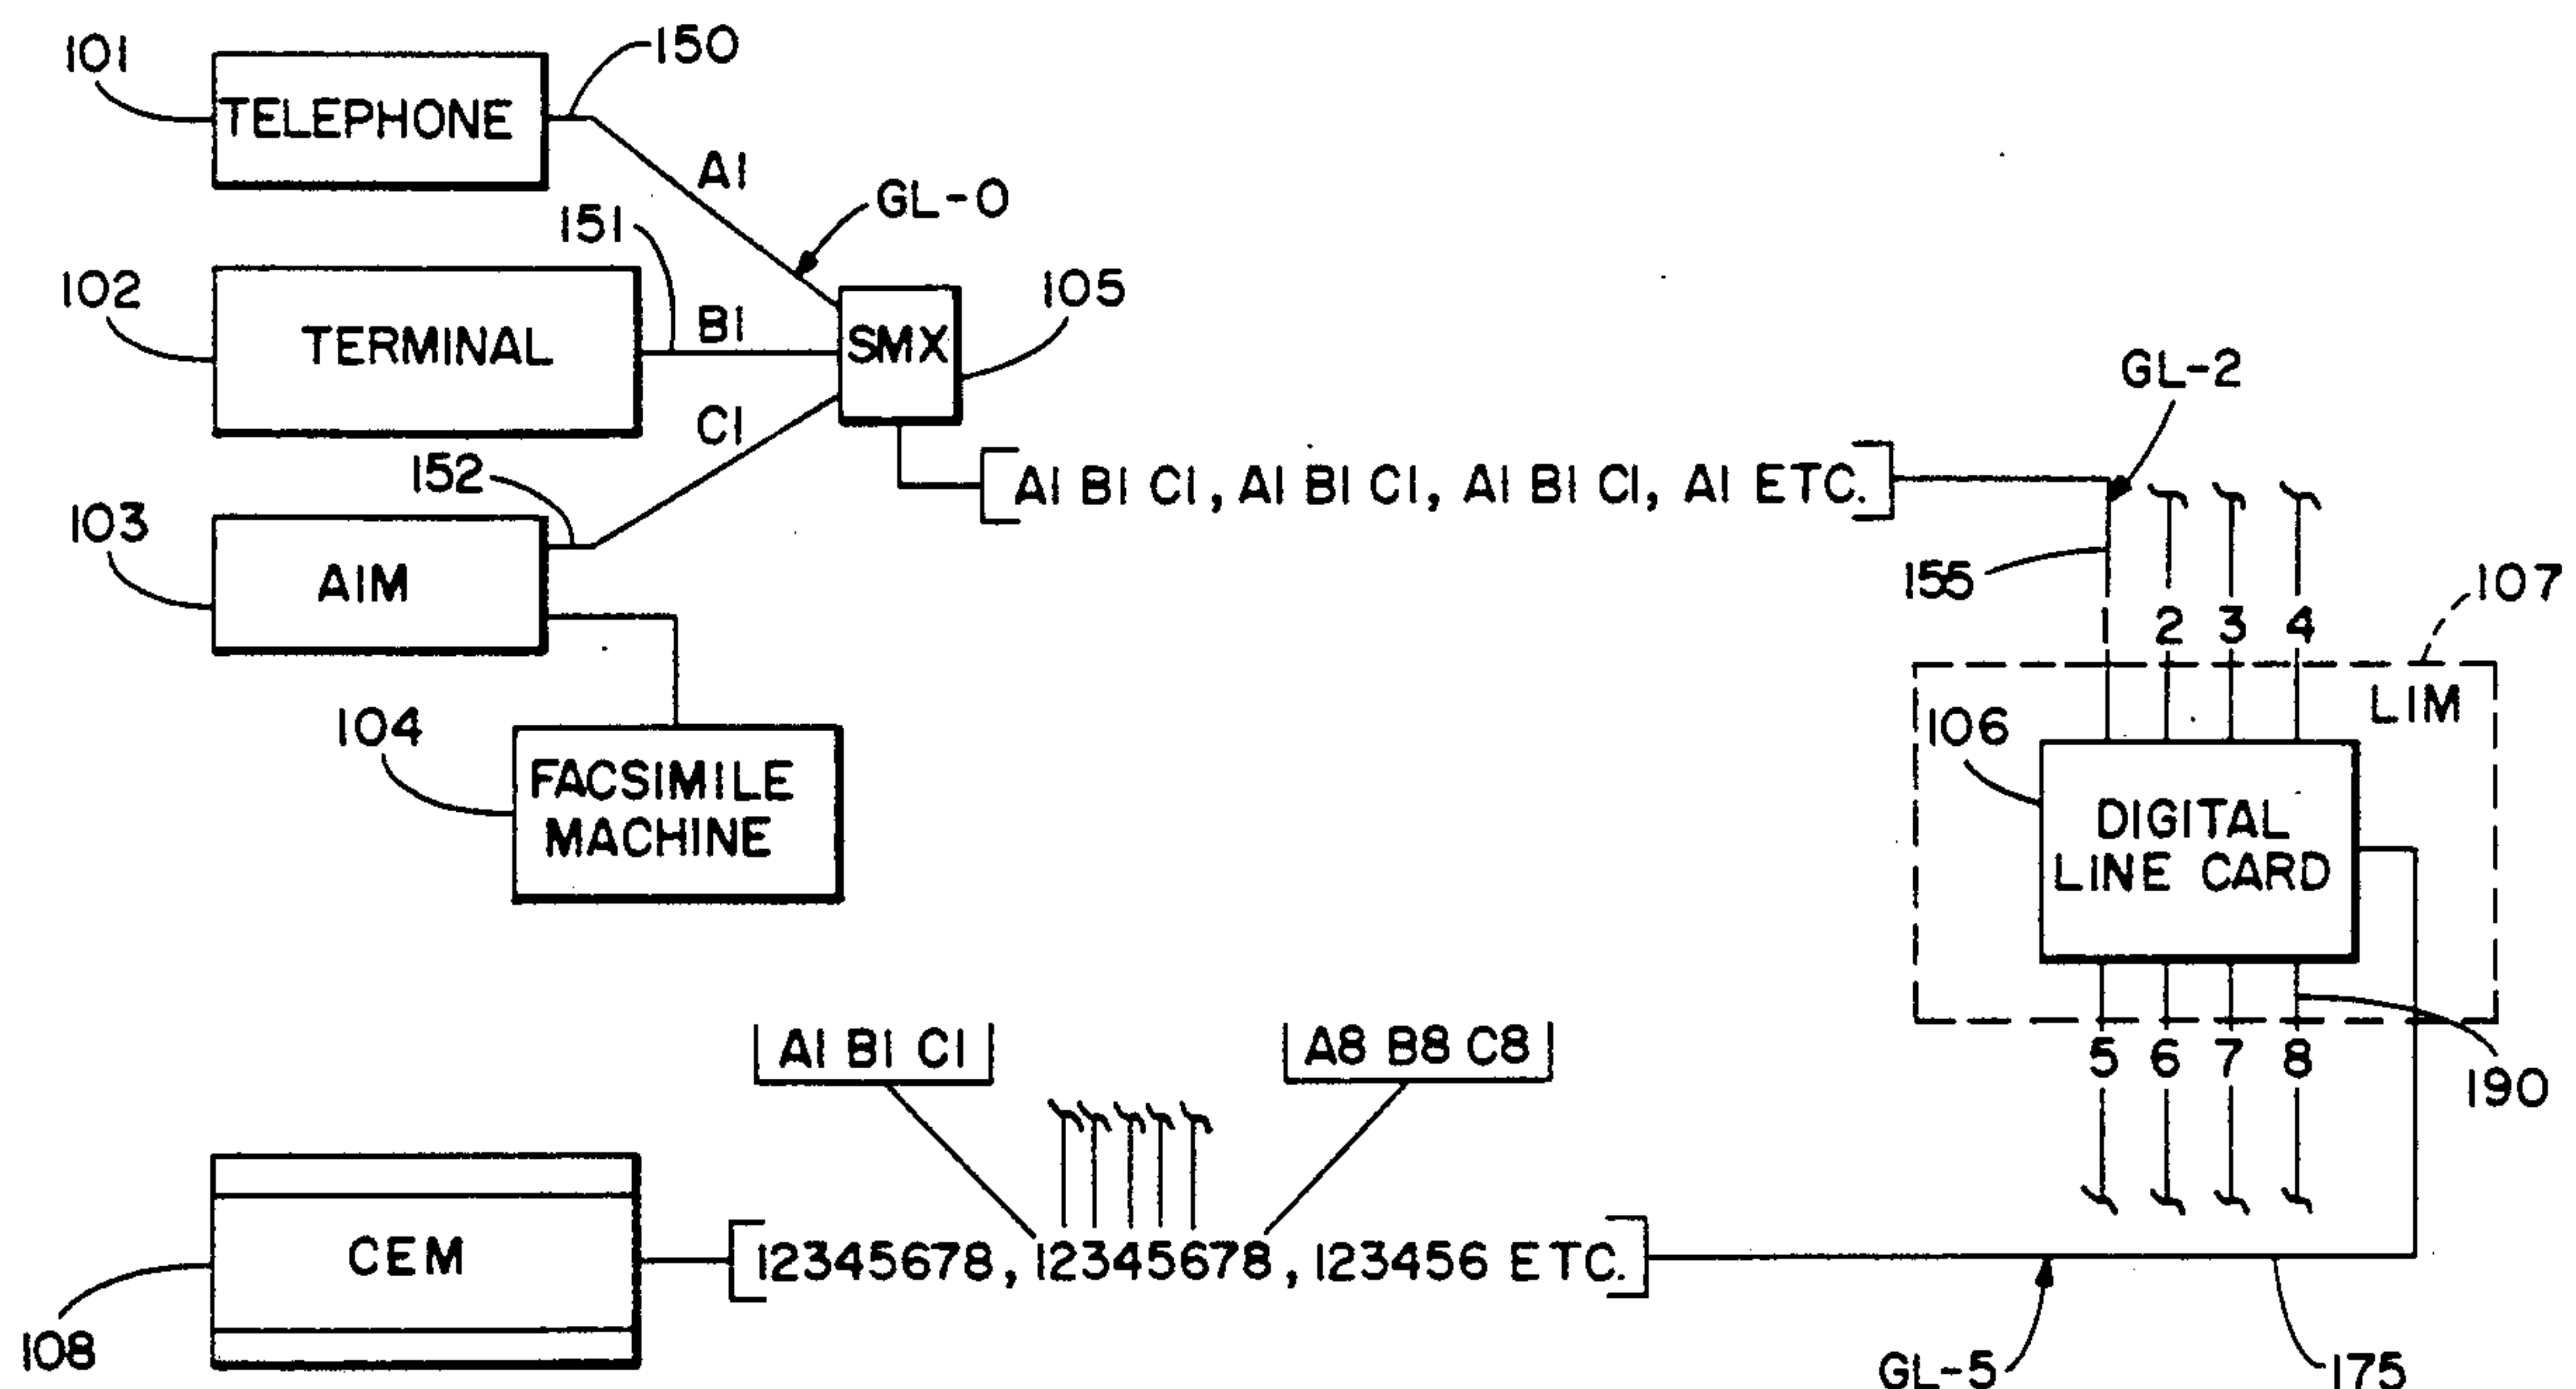 101
TELEPHONE
150
A1
GL-0
151
102
TERMINAL
B1
SMX
105
C1
152
103
AIM
A1 B1 C1, A1 B1 C1, A1 B1 C1, A1 ETC.
GL-2
155
1 2 3 4
107
LIM
104
FACSIMILE
MACHINE
106
DIGITAL
LINE CARD
5 6 7 8
190
A1 B1 C1
A8 B8 C8
CEM
108
12345678, 12345678, 123456 ETC.
GL-5
175